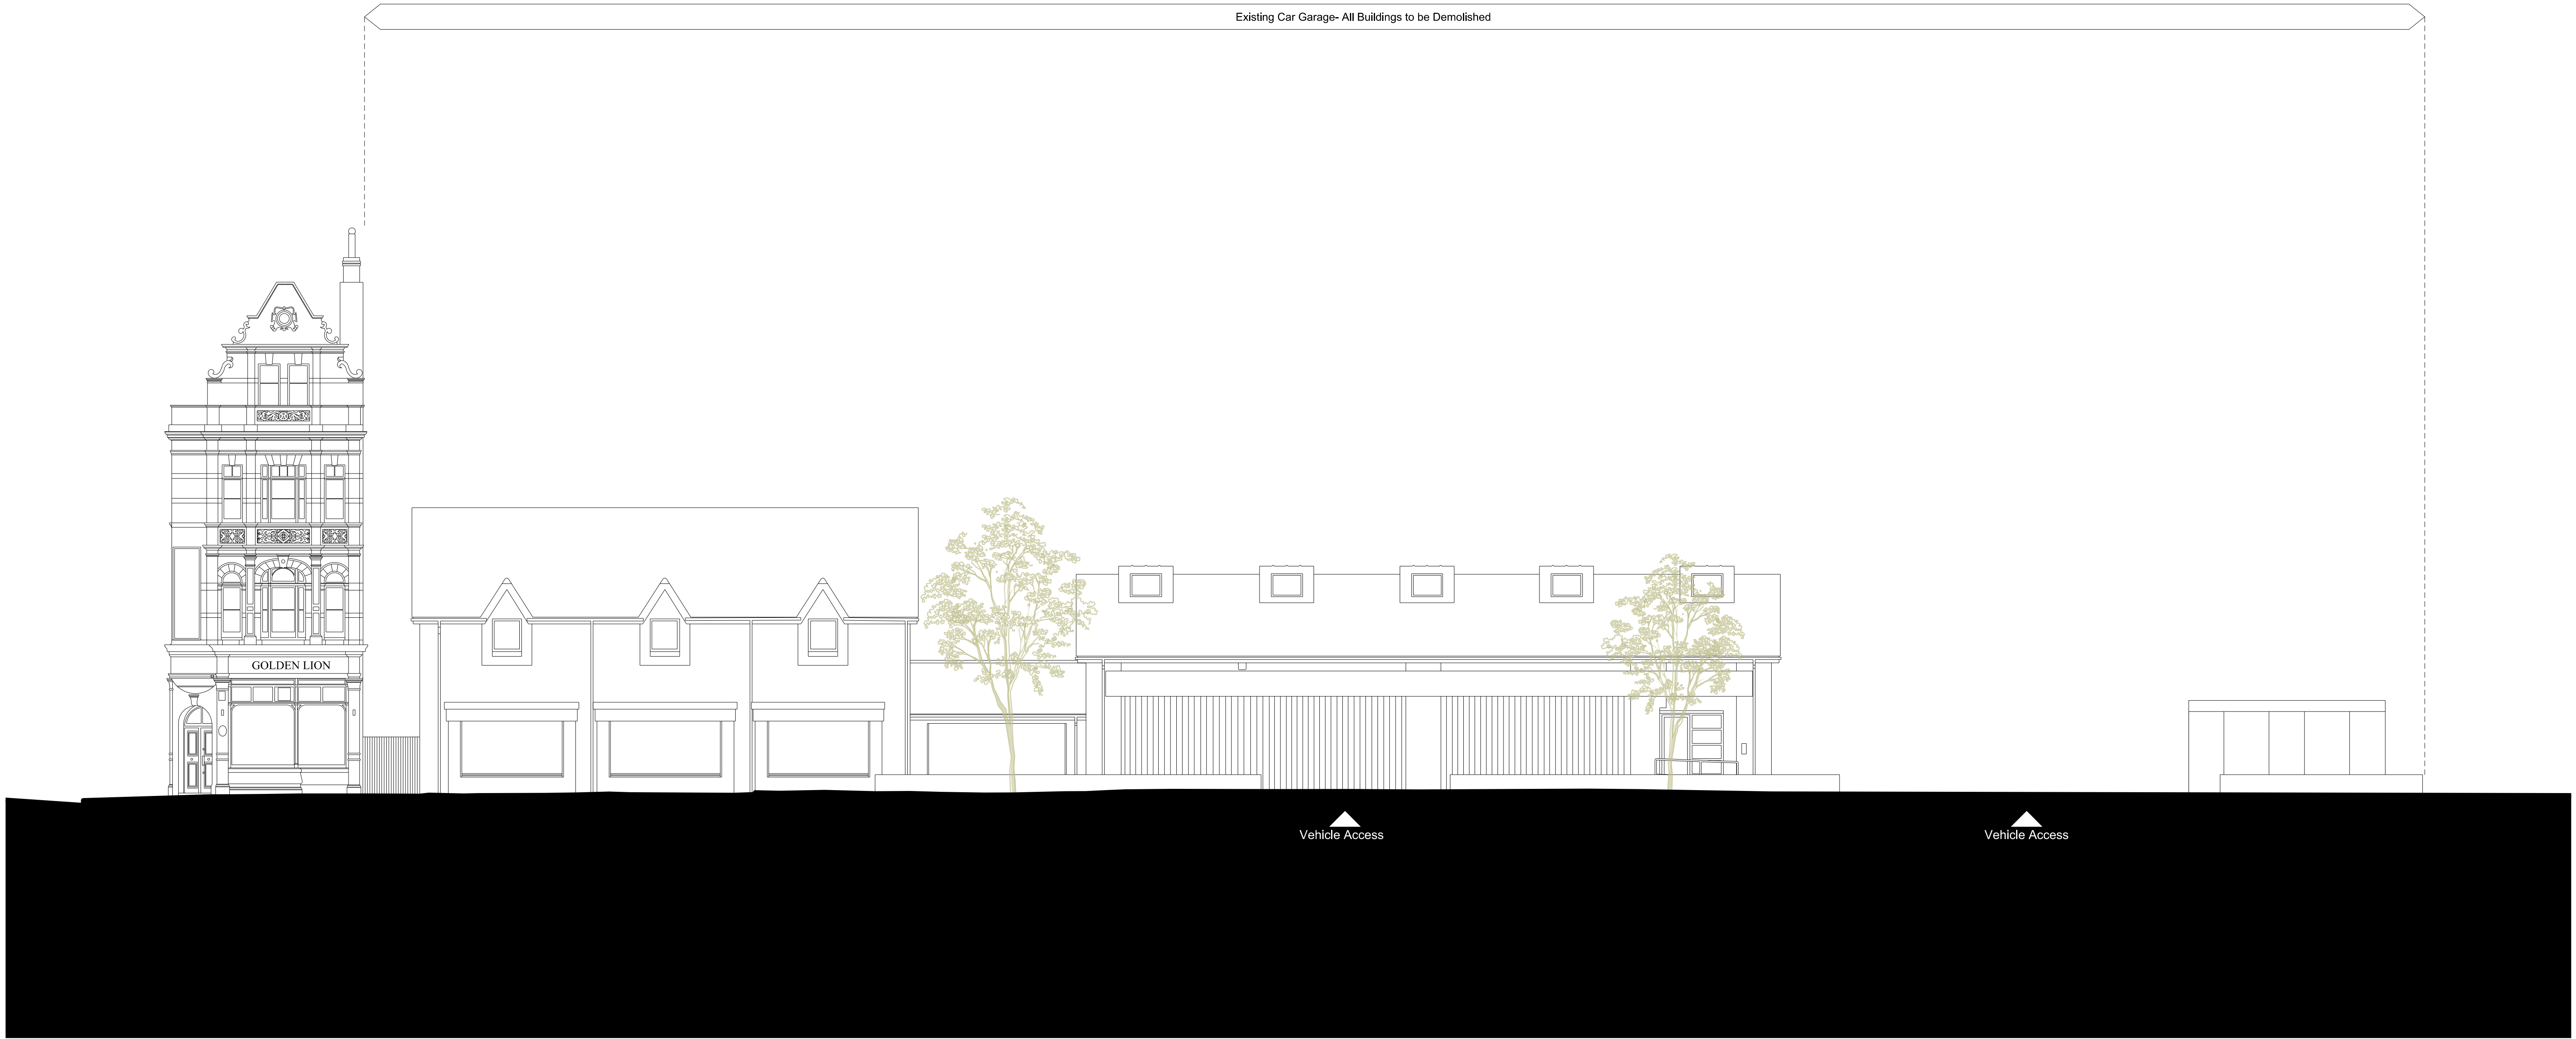 Existing Car Garage- All Buildings to be Demolished
GOLDEN LION
Vehicle Access
Vehicle Access